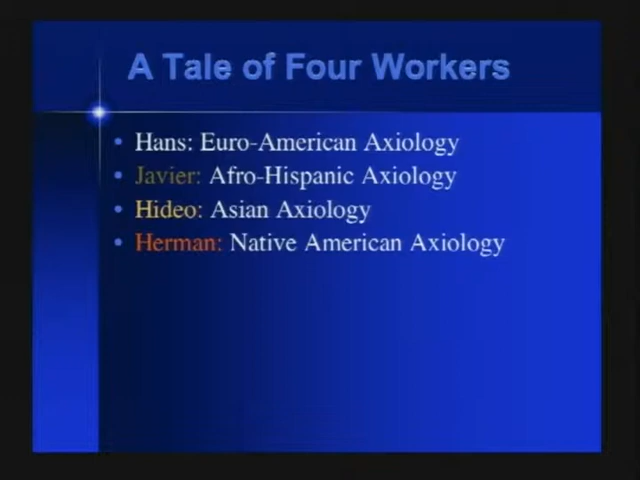 A Tale of Four Workers
• Hans: Euro-American Axiology
• Javier: Afro-Hispanic Axiology
• Hideo: Asian Axiology
• Herman: Native American Axiology